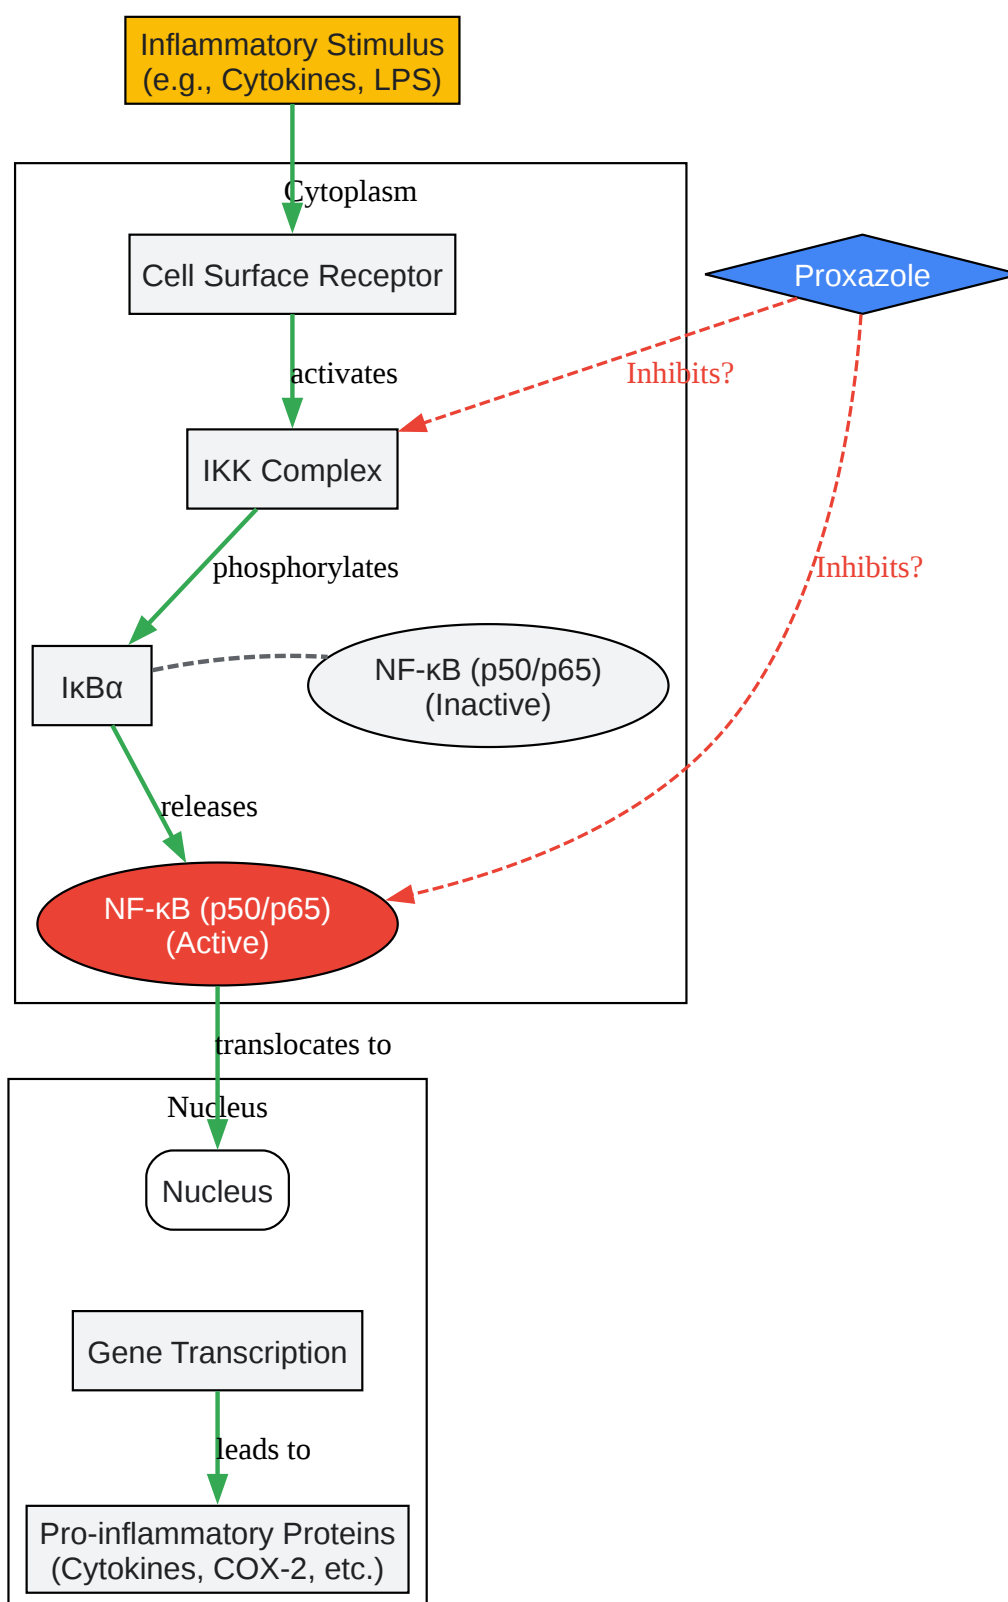 Inflammatory Stimulus
(e.g., Cytokines, LPS)
Cytoplasm
Cell Surface Receptor
Proxazole
activates
Inhibits?
IKK Complex
phosphorylates
Inhibits?
IκBα
NF-κB (p50/p65)
(Inactive)
releases
NF-κB (p50/p65)
(Active)
translocates to
Nucleus
Nucleus
Gene Transcription
leads to
Pro-inflammatory Proteins
(Cytokines, COX-2, etc.)